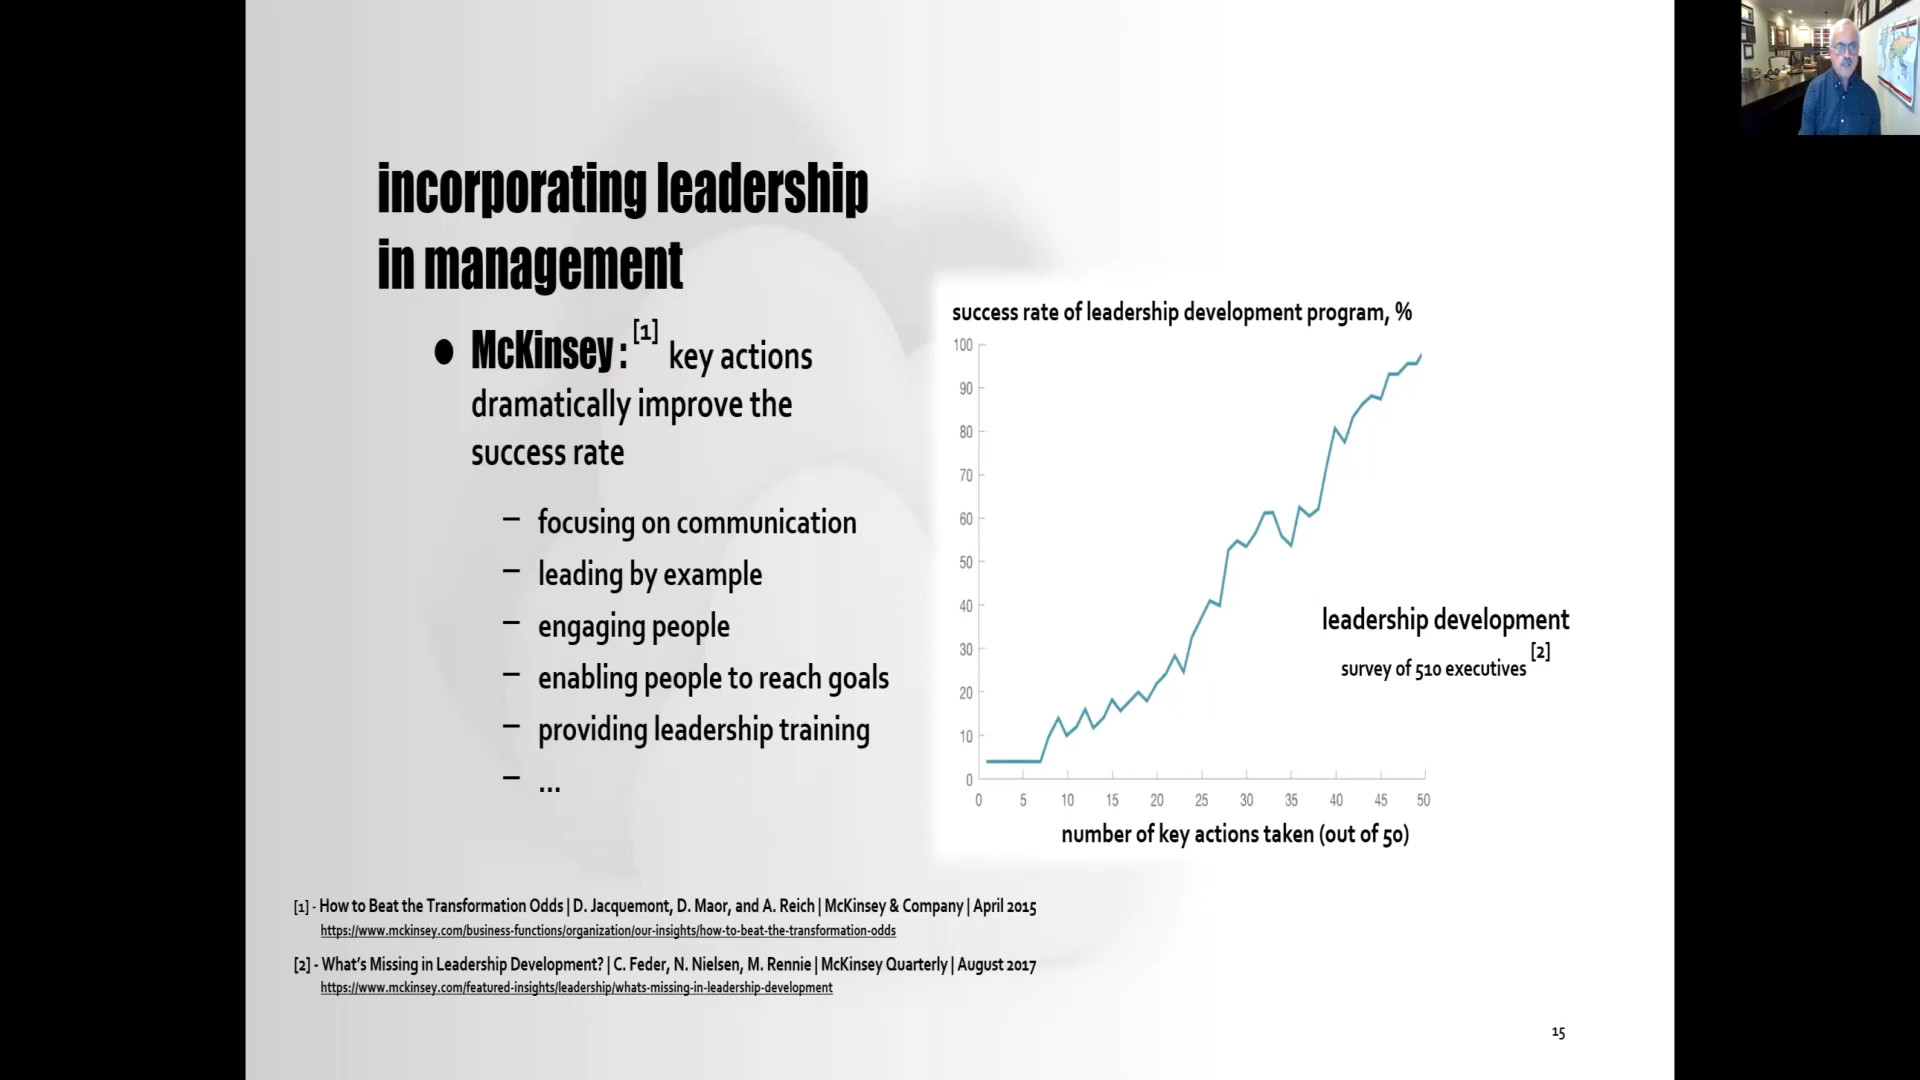 incorporating leadership
in management
● McKinsey : [1] key actions
dramatically improve the
success rate
– focusing on communication
– leading by example
– engaging people
– enabling people to reach goals
– providing leadership training
– ...
success rate of leadership development program, %
100
90
80
70
60
50
40
30
20
10
0
0 5 10 15 20 25 30 35 40 45 50
number of key actions taken (out of 50)
leadership development
survey of 510 executives [2]
[1] - How to Beat the Transformation Odds | D. Jacquemont, D. Maor, and A. Reich | McKinsey & Company | April 2015
https://www.mckinsey.com/business-functions/organization/our-insights/how-to-beat-the-transformation-odds
[2] - What's Missing in Leadership Development? | C. Feder, N. Nielsen, M. Rennie | McKinsey Quarterly | August 2017
https://www.mckinsey.com/featured-insights/leadership/whats-missing-in-leadership-development
15